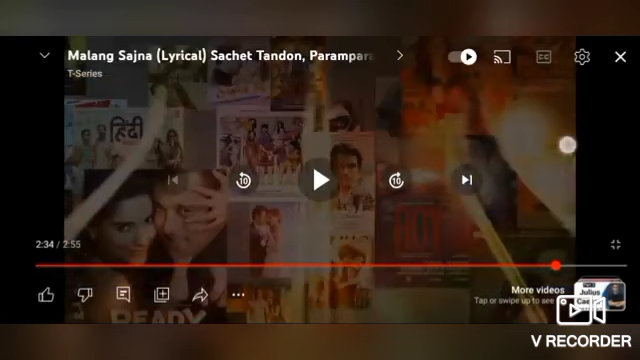 Malang Sajna (Lyrical) Sachet Tandon, Parampara
T-Series
हिंदी
10
10
2:34 / 2:55
READY
More videos
Tap or swipe up to see
Julius
V RECORDER